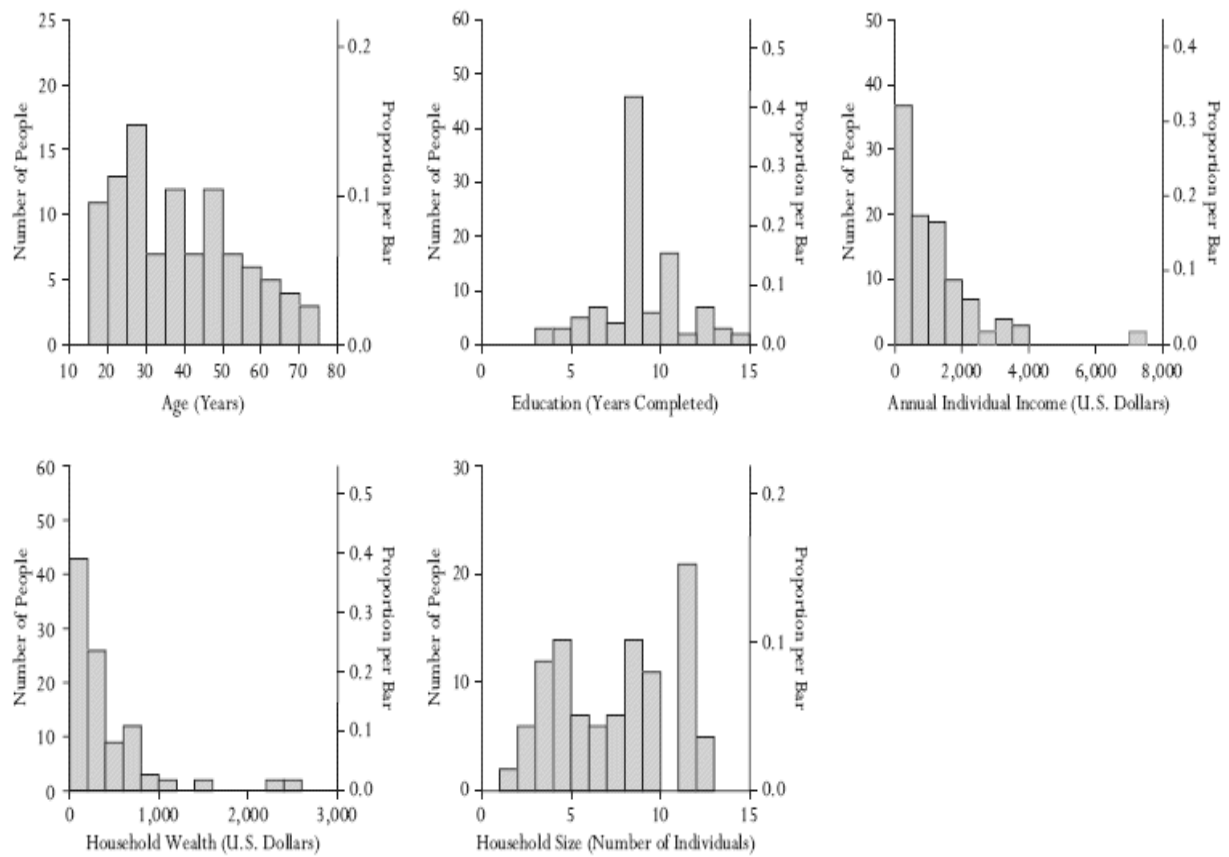 25
20
15
10
5
0
Number of People
0.2
0.1
0.0
Proportion per Bar
10 20 30 40 50 60 70 80
Age (Years)
60
50
40
30
20
10
0
Number of People
0.5
0.4
0.3
0.2
0.1
0.0
Proportion per Bar
0 5 10 15
Education (Years Completed)
50
40
30
20
10
0
Number of People
0.4
0.3
0.2
0.1
0.0
Proportion per Bar
0 2,000 4,000 6,000 8,000
Annual Individual Income (U.S. Dollars)
60
50
40
30
20
10
0
Number of People
0.5
0.4
0.3
0.2
0.1
0.0
Proportion per Bar
0 1,000 2,000 3,000
Household Wealth (U.S. Dollars)
30
20
10
0
Number of People
0.2
0.1
0.0
Proportion per Bar
0 5 10 15
Household Size (Number of Individuals)